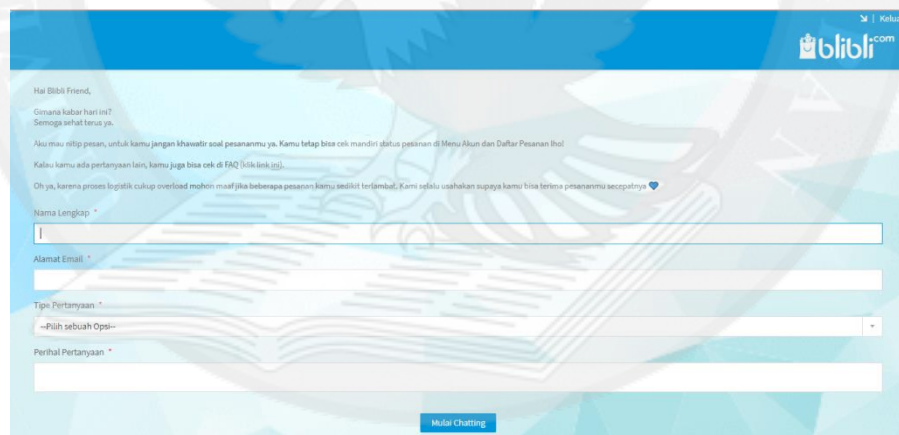 | Kelua
blibli.com
Hai Blibli Friend,
Gimana kabar hari ini?
Semoga sehat terus ya.
Aku mau nitip pesan, untuk kamu jangan khawatir soal pesananmu ya. Kamu tetap bisa cek mandiri status pesanan di Menu Akun dan Daftar Pesanan lho!
Kalau kamu ada pertanyaan lain, kamu juga bisa cek di FAQ (klik link ini).
Oh ya, karena proses logistik cukup overload mohon maaf jika beberapa pesanan kamu sedikit terlambat. Kami selalu usahakan supaya kamu bisa terima pesananmu secepatnya 💙
Nama Lengkap *
Alamat Email *
Tipe Pertanyaan *
--Pilih sebuah Opsi--
Perihal Pertanyaan *
Mulai Chatting